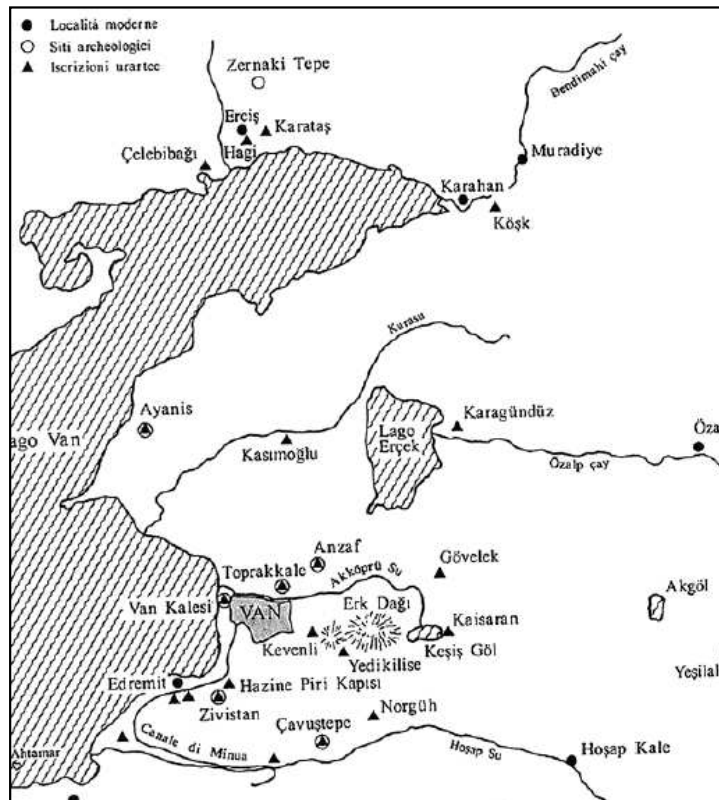 Località moderne
Siti archeologici
Iscrizioni urartee
Zernaki Tepe
Bendimahi çay
Erciş
Karataş
Hagi
Çelebibağı
Muradiye
Karahan
Köşk
Kurasu
Ayanis
ago Van
Karagündüz
Lago
Erçek
Kasımoğlu
Öza
Özalp çay
Anzaf
Gövelek
Toprakkale
Akköprü Su
Akgöl
Van Kalesi
VAN
Erk Dağı
Kaisaran
Kevenli
Keşiş Göl
Yedikilise
Yeşilal
Edremit
Hazine Piri Kapısı
Zivistan
Norgüh
Çavuştepe
Canale di Minua
Hoşap Su
Hoşap Kale
Ahtamar